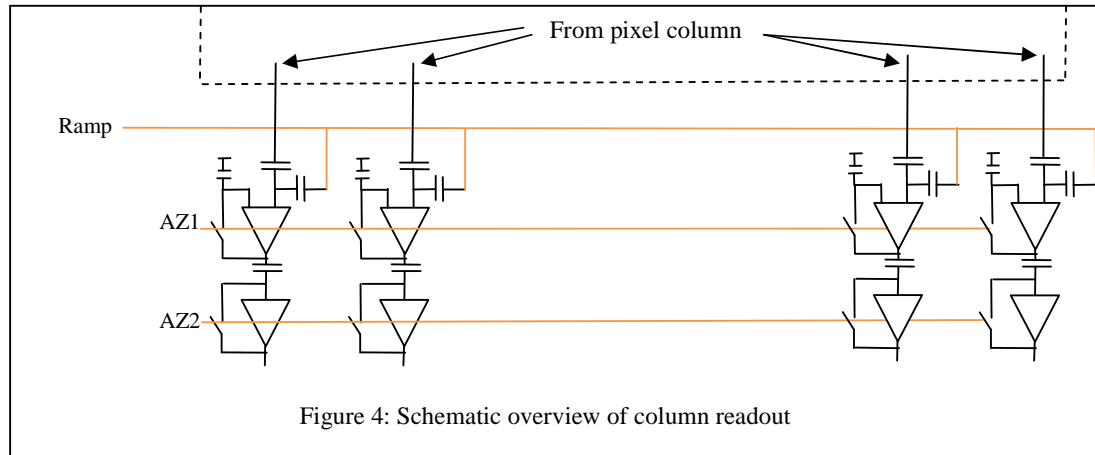 From pixel column
Ramp
AZ1
AZ2
Figure 4: Schematic overview of column readout